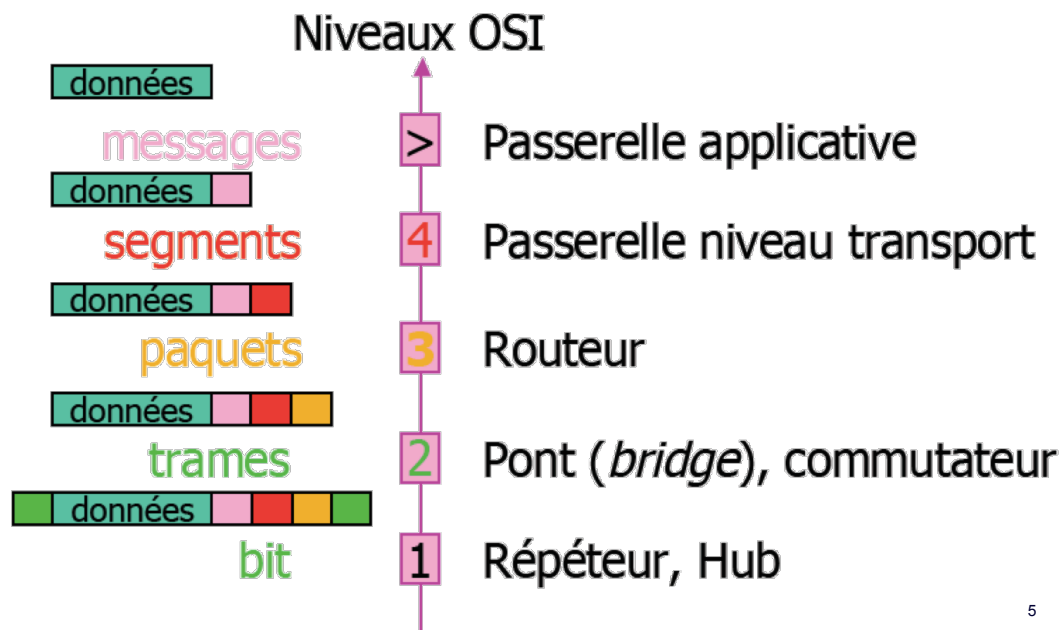 Niveaux OSI
données
messages > Passerelle applicative
données
segments 4 Passerelle niveau transport
données
paquets 3 Routeur
données
trames 2 Pont (bridge), commutateur
données
bit 1 Répéteur, Hub
5